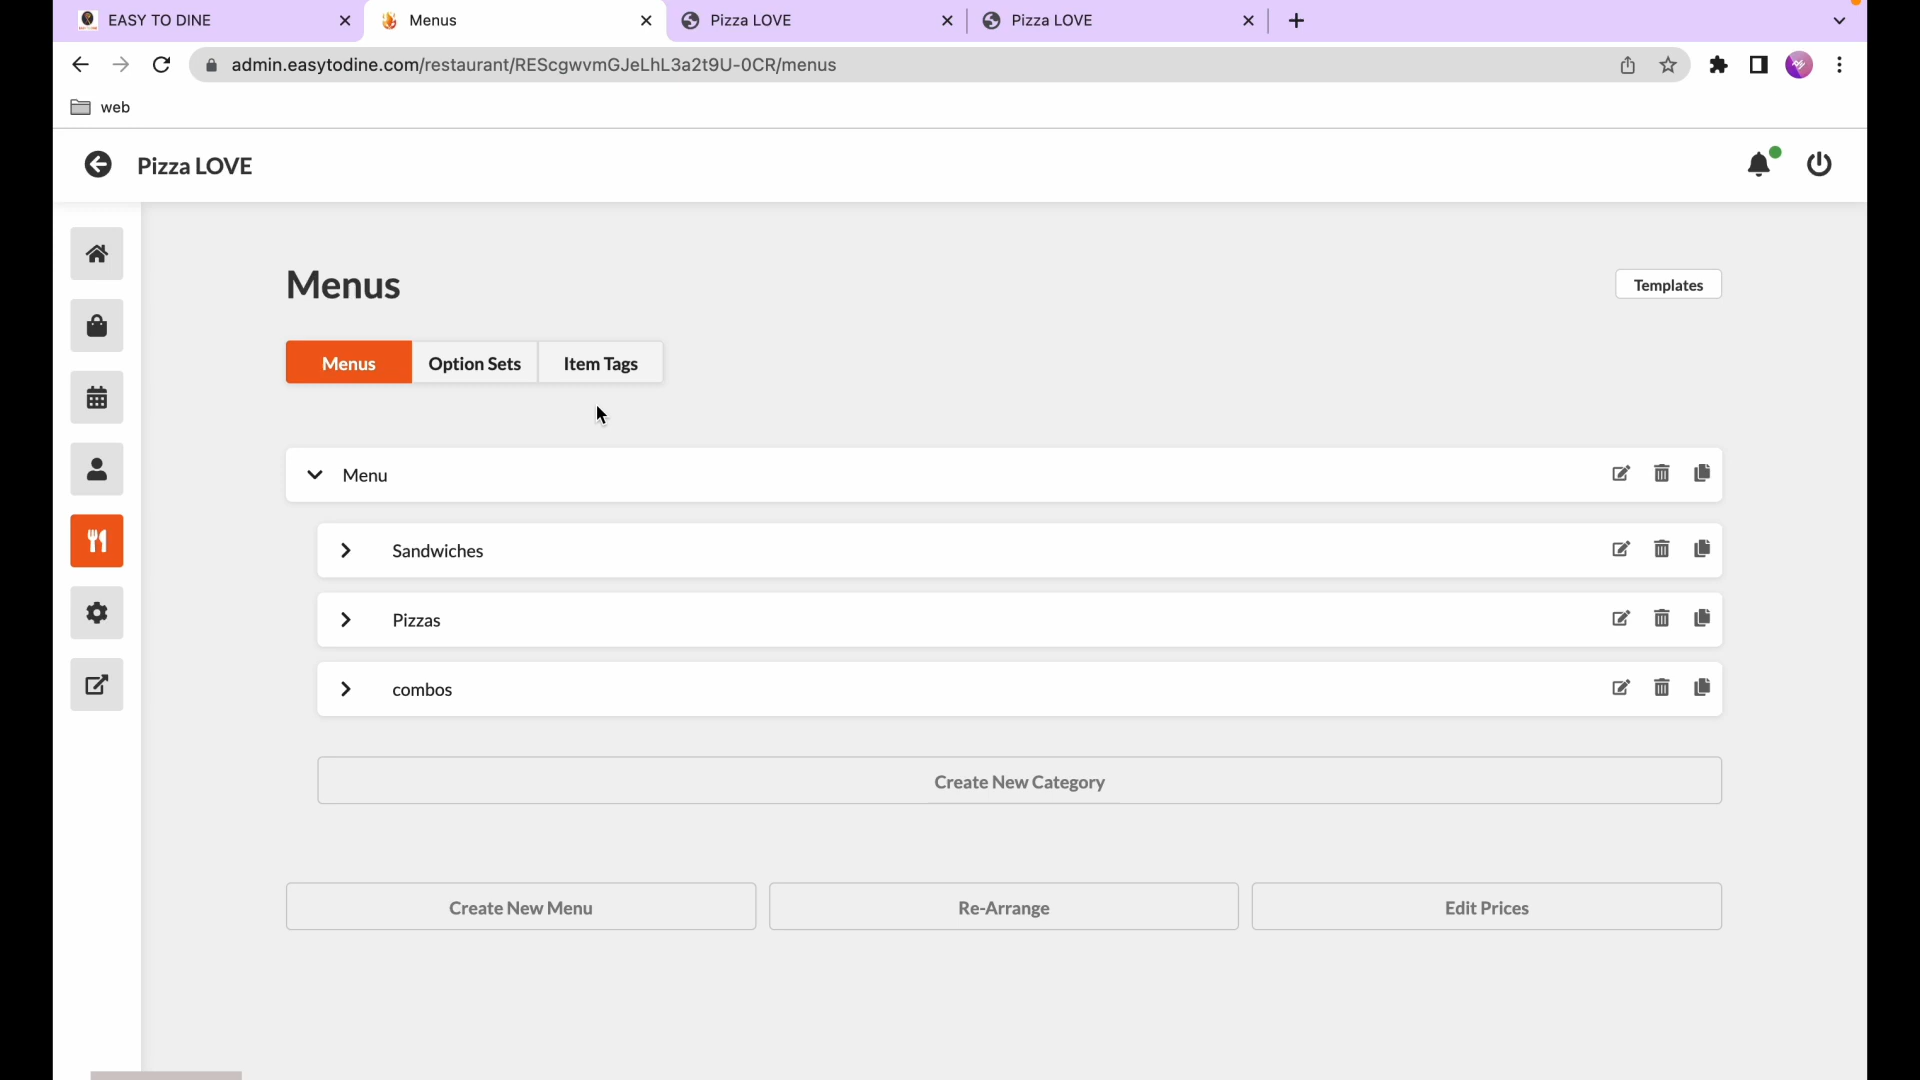 EASY TO DINE
Menus
Pizza LOVE
Pizza LOVE
admin.easytodine.com/restaurant/REScgwvmGJeLhL3a2t9U-0CR/menus
web
Pizza LOVE
Menus
Templates
Menus
Option Sets
Item Tags
Menu
Sandwiches
Pizzas
combos
Create New Category
Create New Menu
Re-Arrange
Edit Prices